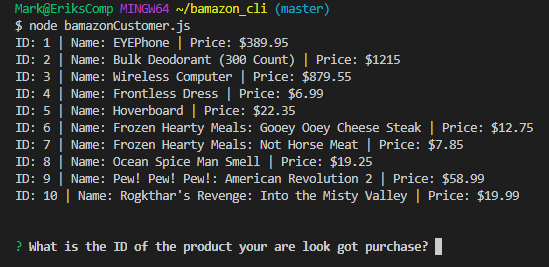 Mark@EriksComp MINGW64 ~/bamazon_cli (master)
$ node bamazonCustomer.js
ID: 1 | Name: EYEPhone | Price: $389.95
ID: 2 | Name: Bulk Deodorant (300 Count) | Price: $1215
ID: 3 | Name: Wireless Computer | Price: $879.55
ID: 4 | Name: Frontless Dress | Price: $6.99
ID: 5 | Name: Hoverboard | Price: $22.35
ID: 6 | Name: Frozen Hearty Meals: Gooey Ooey Cheese Steak | Price: $12.75
ID: 7 | Name: Frozen Hearty Meals: Not Horse Meat | Price: $7.85
ID: 8 | Name: Ocean Spice Man Smell | Price: $19.25
ID: 9 | Name: Pew! Pew! Pew!: American Revolution 2 | Price: $58.99
ID: 10 | Name: Rogkthar's Revenge: Into the Misty Valley | Price: $19.99
? What is the ID of the product your are look got purchase?